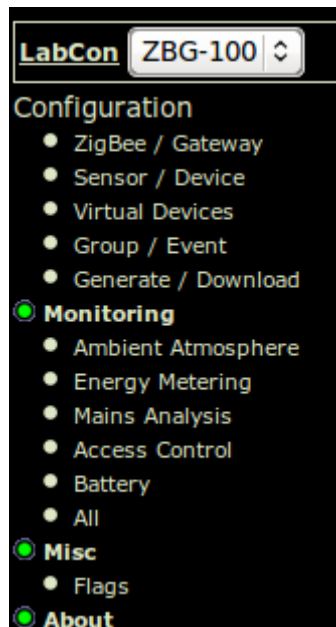 LabCon ZBG-100
Configuration
ZigBee / Gateway
Sensor / Device
Virtual Devices
Group / Event
Generate / Download
Monitoring
Ambient Atmosphere
Energy Metering
Mains Analysis
Access Control
Battery
All
Misc
Flags
About